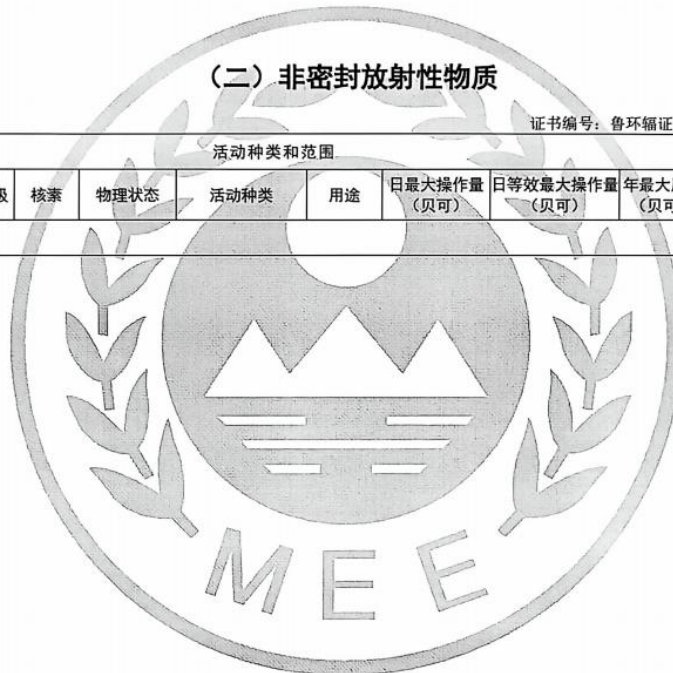 （二）非密封放射性物质
证书编号：鲁环辐证
活动种类和范围
级 核素 物理状态 活动种类 用途 日最大操作量（贝可） 日等效最大操作量（贝可） 年最大
（贝可
MEE